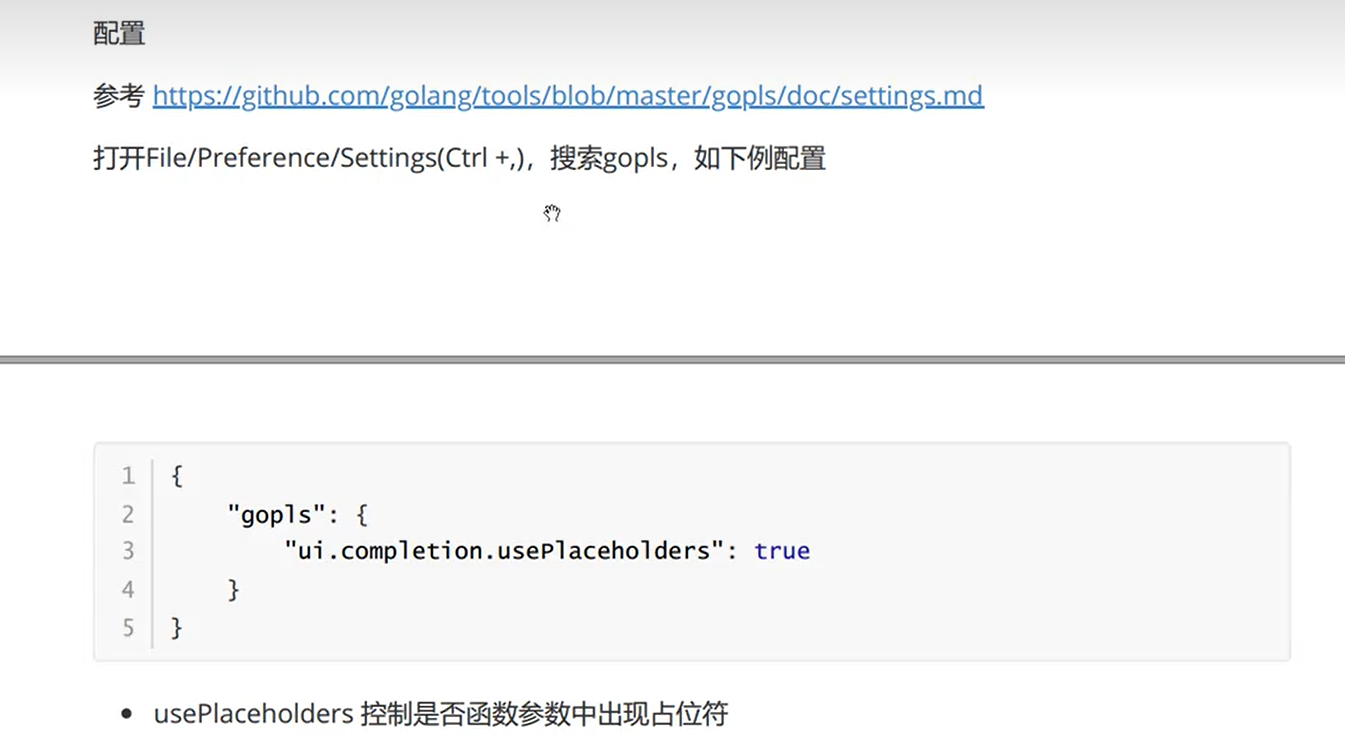 配置
参考 https://github.com/golang/tools/blob/master/gopls/doc/settings.md
打开File/Preference/Settings(Ctrl +,)，搜索gopls，如下例配置
1 {
2     "gopls": {
3         "ui.completion.usePlaceholders": true
4     }
5 }
• usePlaceholders 控制是否函数参数中出现占位符